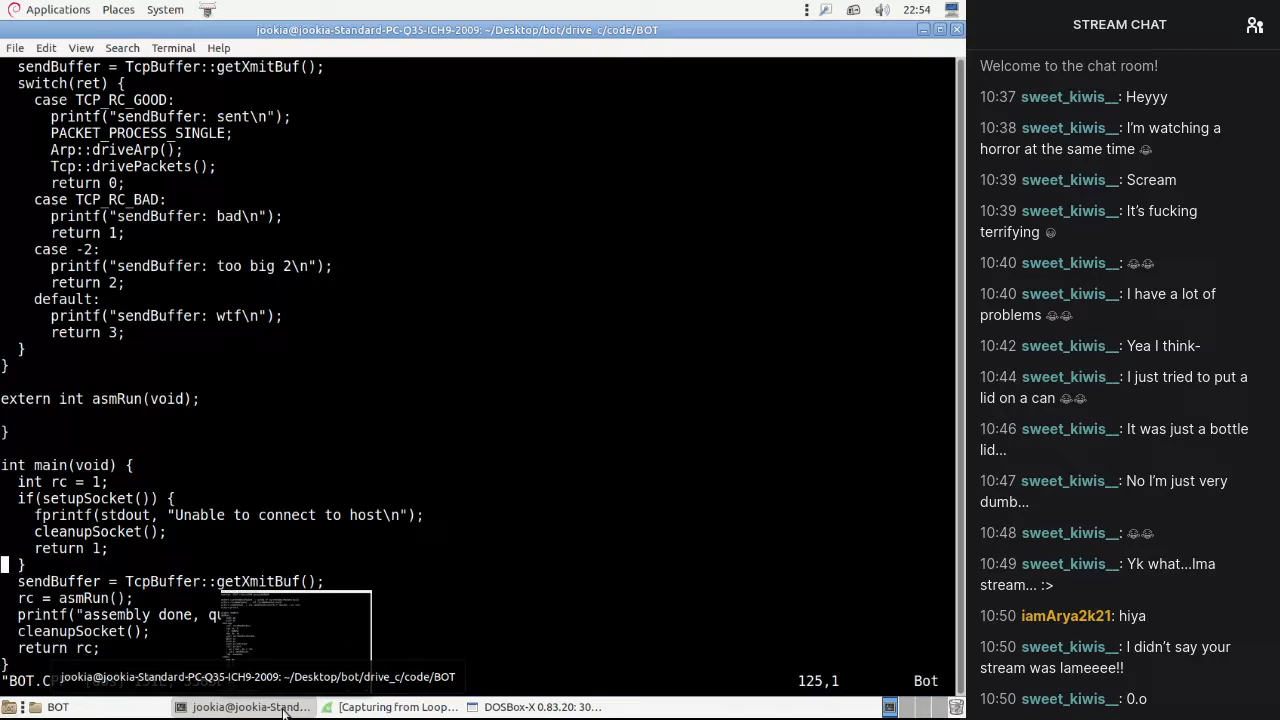 Applications Places System 22:54
jookia@jookia-Standard-PC-Q35-ICH9-2009: ~/Desktop/bot/drive_c/code/BOT
File Edit View Search Terminal Help
sendBuffer = TcpBuffer::getXmitBuf();
switch(ret) {
case TCP_RC_GOOD:
printf("sendBuffer: sent\n");
PACKET_PROCESS_SINGLE;
Arp::driveArp();
Tcp::drivePackets();
return 0;
case TCP_RC_BAD:
printf("sendBuffer: bad\n");
return 1;
case -2:
printf("sendBuffer: too big 2\n");
return 2;
default:
printf("sendBuffer: wtf\n");
return 3;
}
}
extern int asmRun(void);
}
int main(void) {
int rc = 1;
if(setupSocket()) {
fprintf(stdout, "Unable to connect to host\n");
cleanupSocket();
return 1;
}
sendBuffer = TcpBuffer::getXmitBuf();
rc = asmRun();
printf("assembly done, qu
cleanupSocket();
return rc;
}
jookia@jookia-Standard-PC-Q35-ICH9-2009: ~/Desktop/bot/drive_c/code/BOT
"BOT.C 125,1 Bot
BOT jookia@jookia-Stand... [Capturing from Loop... DOSBox-X 0.83.20: 30...
STREAM CHAT
Welcome to the chat room!
10:37 sweet_kiwis__: Heyyy
10:38 sweet_kiwis__: I'm watching a
horror at the same time 😂
10:39 sweet_kiwis__: Scream
10:39 sweet_kiwis__: It's fucking
terrifying 😀
10:40 sweet_kiwis__: 😂😂
10:40 sweet_kiwis__: I have a lot of
problems 😂😂
10:42 sweet_kiwis__: Yea I think-
10:44 sweet_kiwis__: I just tried to put a
lid on a can 😂😂
10:46 sweet_kiwis__: It was just a bottle
lid...
10:47 sweet_kiwis__: No I'm just very
dumb...
10:48 sweet_kiwis__: 😂😂
10:49 sweet_kiwis__: Yk what...Ima
stream... :>
10:50 iamArya2k21: hiya
10:50 sweet_kiwis__: I didn't say your
stream was lameeee!!
10:50 sweet_kiwis__: 0.o